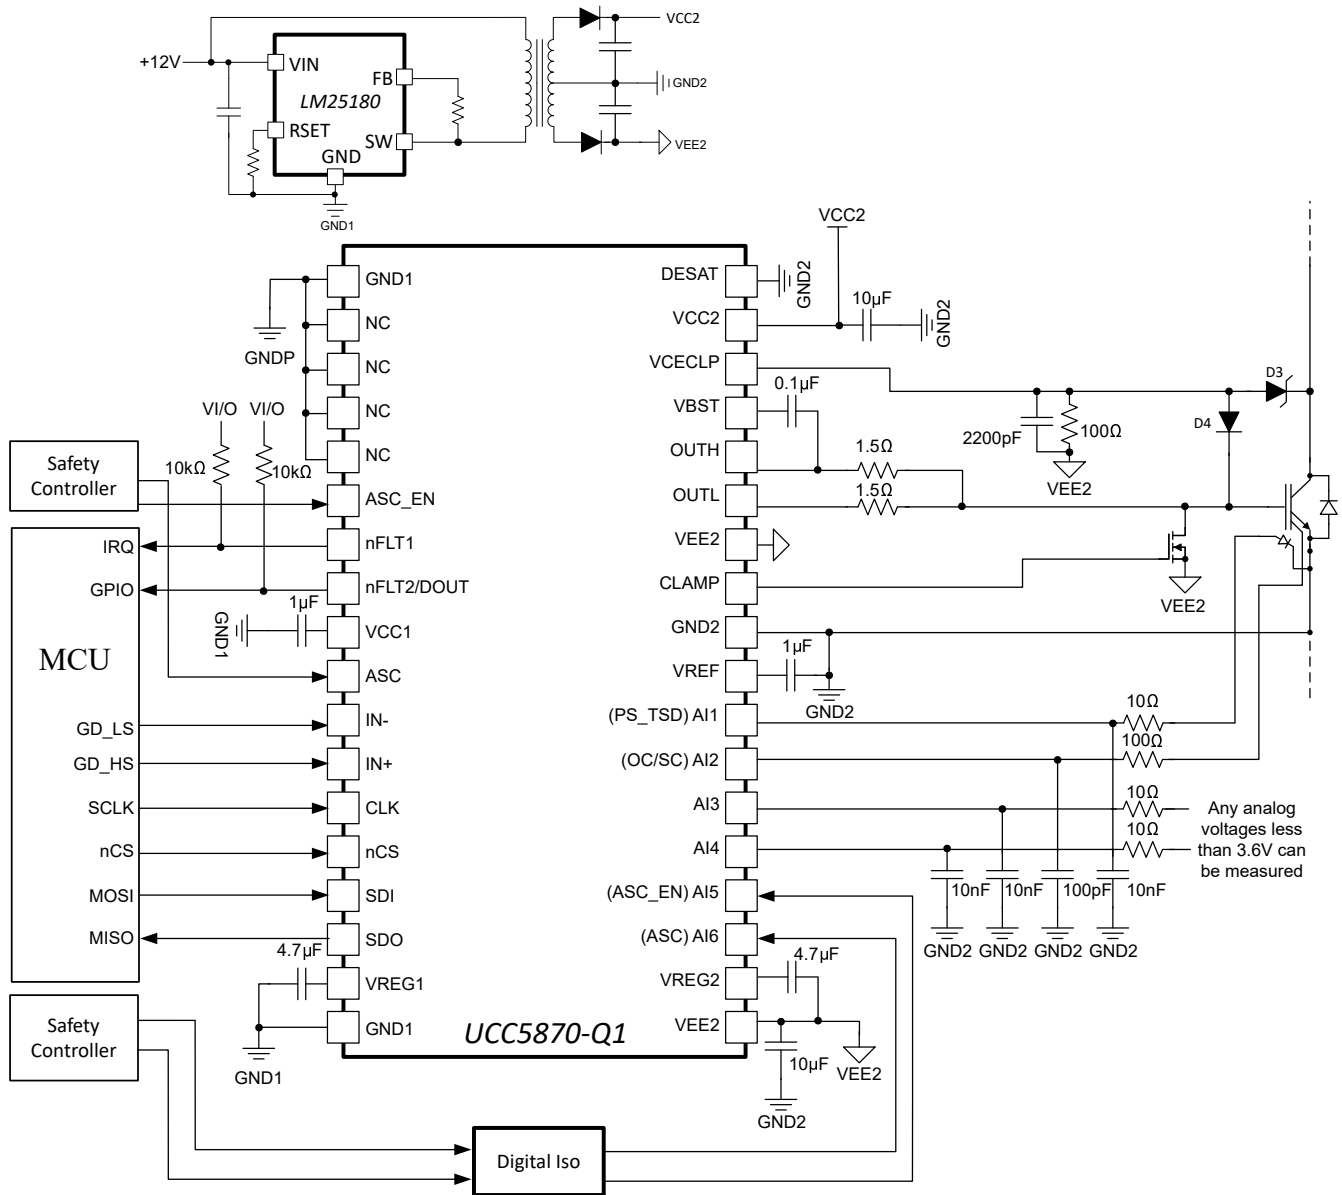 VCC2
+12V
VIN
FB
GND2
LM25180
RSET
SW
VEE2
GND
GND1
VCC2
GND1
DESAT
GND2
10µF
NC
VCC2
GND2
GNDP
NC
VCECLP
D3
0.1µF
VI/O
VI/O
NC
VBST
D4
2200pF
100Ω
Safety
Controller
10kΩ
10kΩ
NC
OUTH
1.5Ω
VEE2
ASC_EN
OUTL
1.5Ω
IRQ
nFLT1
VEE2
GPIO
nFLT2/DOUT
CLAMP
VEE2
1µF
GND1
VCC1
GND2
MCU
1µF
ASC
VREF
GND2
GD_LS
IN-
(PS_TSD) AI1
10Ω
GD_HS
IN+
(OC/SC) AI2
100Ω
SCLK
CLK
AI3
10Ω
Any analog
voltages less
than 3.6V can
be measured
nCS
nCS
AI4
10Ω
MOSI
SDI
(ASC_EN) AI5
10nF
10nF
100pF
10nF
MISO
SDO
(ASC) AI6
GND2
GND2
GND2
GND2
4.7µF
4.7µF
VREG1
VREG2
Safety
Controller
GND1
UCC5870-Q1
VEE2
10µF
VEE2
GND1
GND2
Digital Iso